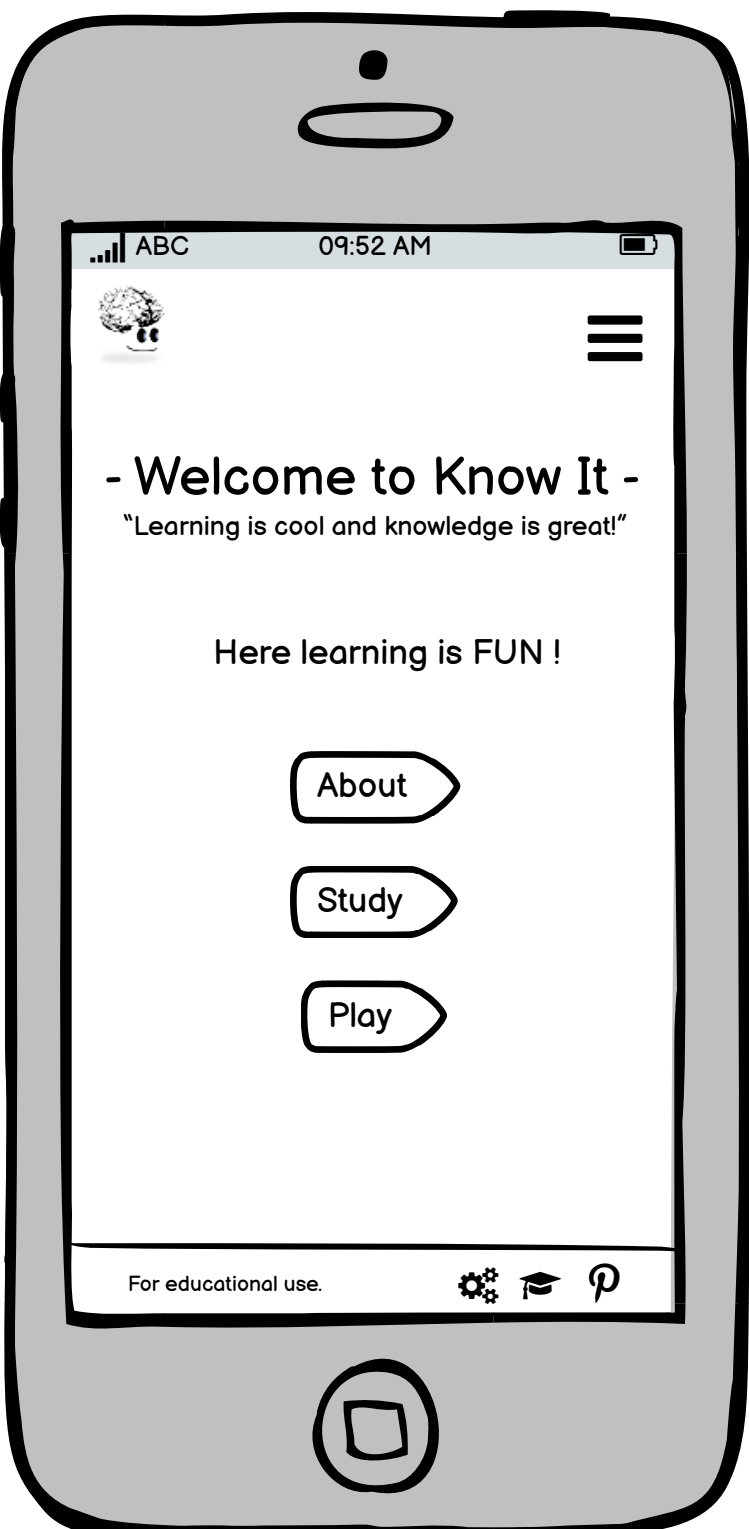 ABC 09:52 AM
- Welcome to Know It -
“Learning is cool and knowledge is great!”
Here learning is FUN !
About
Study
Play
For educational use.